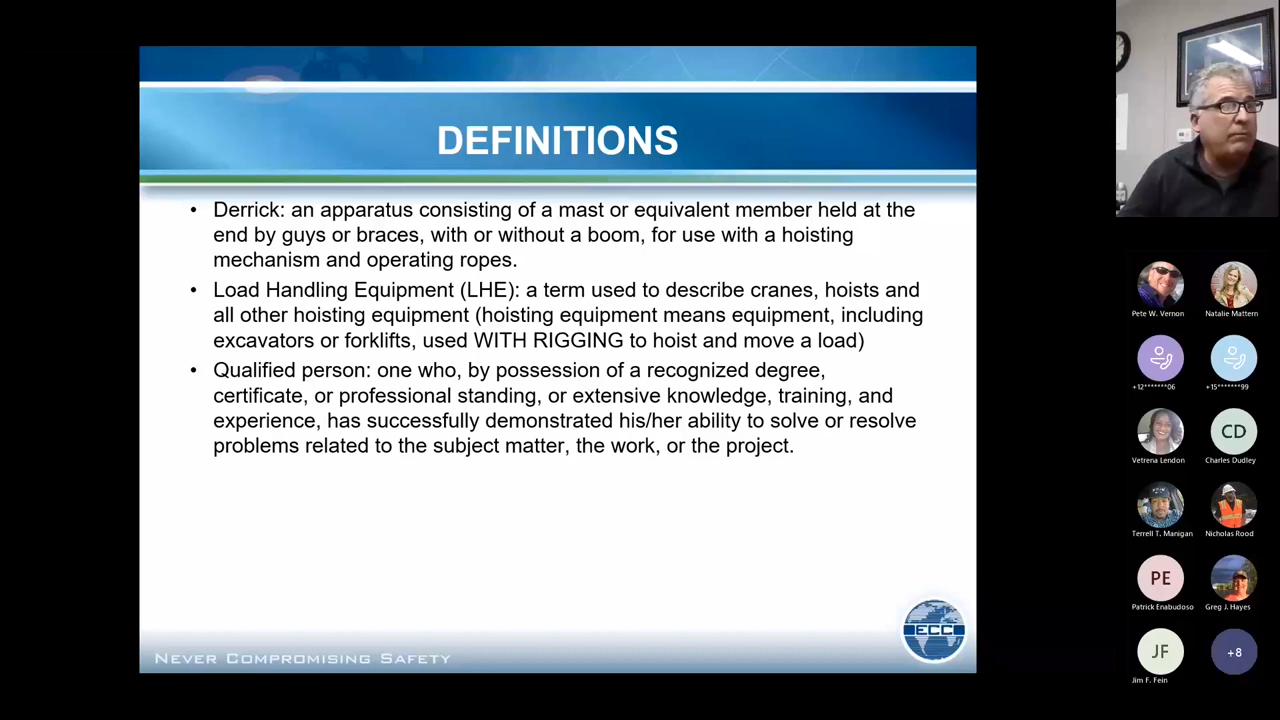 DEFINITIONS
• Derrick: an apparatus consisting of a mast or equivalent member held at the
end by guys or braces, with or without a boom, for use with a hoisting
mechanism and operating ropes.
• Load Handling Equipment (LHE): a term used to describe cranes, hoists and
all other hoisting equipment (hoisting equipment means equipment, including
excavators or forklifts, used WITH RIGGING to hoist and move a load)
• Qualified person: one who, by possession of a recognized degree,
certificate, or professional standing, or extensive knowledge, training, and
experience, has successfully demonstrated his/her ability to solve or resolve
problems related to the subject matter, the work, or the project.
NEVER COMPROMISING SAFETY
ECC
Pete W. Vernon
Natalie Mattern
+12*******06
+15*******99
Vetrena Lendon
CD
Charles Dudley
Terrell T. Manigan
Nicholas Rood
PE
Patrick Enabudoso
Greg J. Hayes
JF
Jim F. Fein
+8